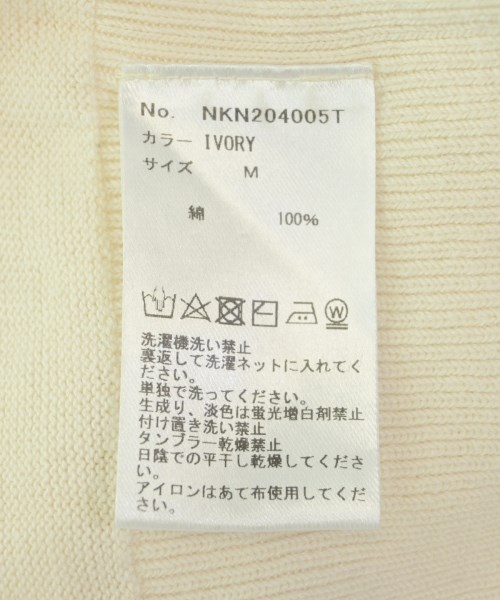 No. NKN204005T
カラー IVORY
サイズ M
綿 100%
W
洗濯機洗い禁止
裏返して洗濯ネットに入れてく
ださい。
単独で洗ってください。
生成り、淡色は蛍光増白剤禁止
付け置き洗い禁止
タンブラー乾燥禁止
日陰での平干し乾燥してくださ
い。
アイロンはあて布使用してくだ
さい。